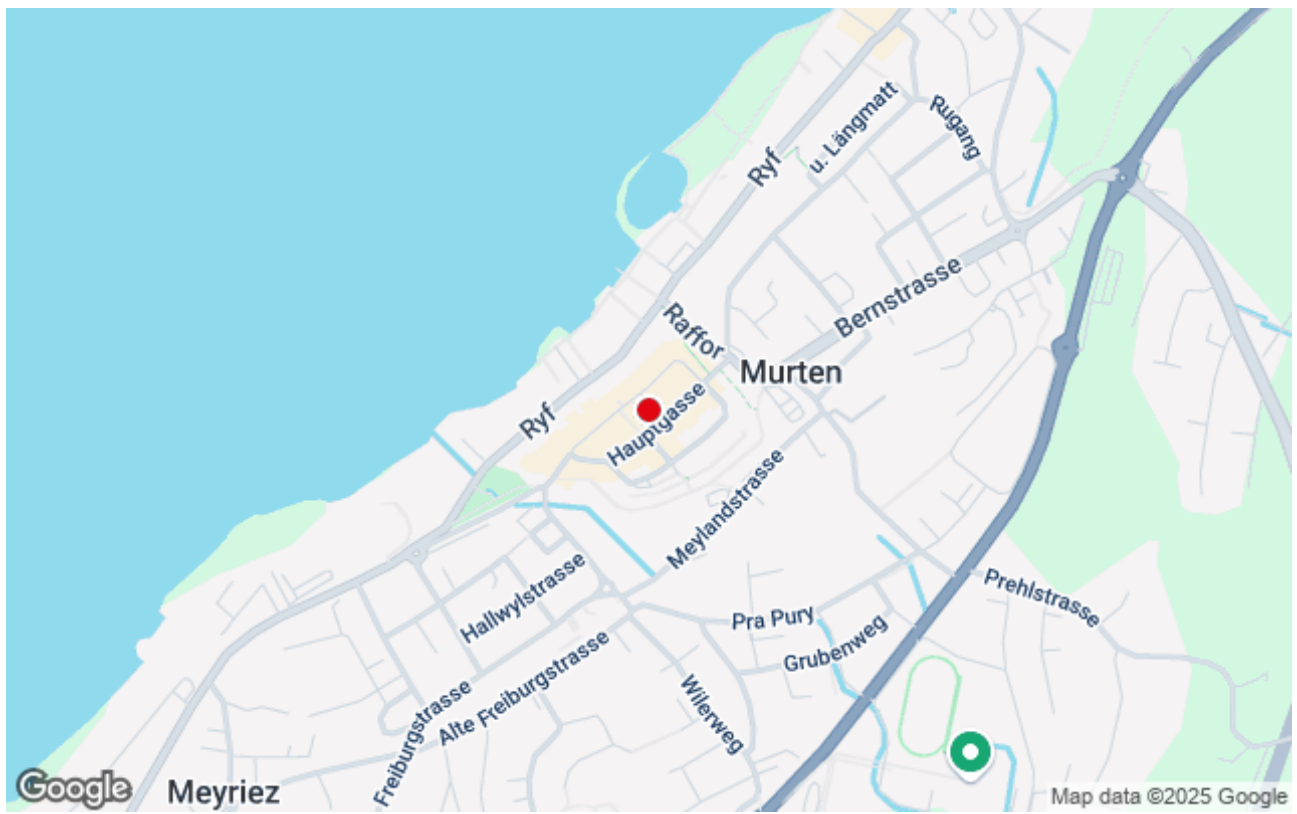 u. Längmatt
Rugang
Ryf
Bernstrasse
Raffor
Murten
Hauptgasse
Ryf
Meylandstrasse
Hallwylstrasse
Prehlstrasse
Pra Pury
Grubenweg
Alte Freiburgstrasse
Freiburgstrasse
Wilerweg
Meyriez
Google
Map data ©2025 Google